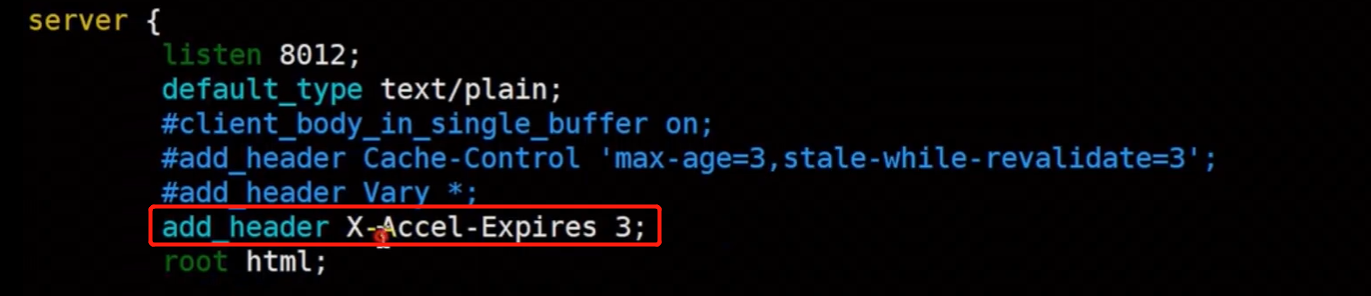 server {
listen 8012;
default_type text/plain;
#client_body_in_single_buffer on;
#add_header Cache-Control 'max-age=3,stale-while-revalidate=3';
#add_header Vary *;
add_header X-Accel-Expires 3;
root html;